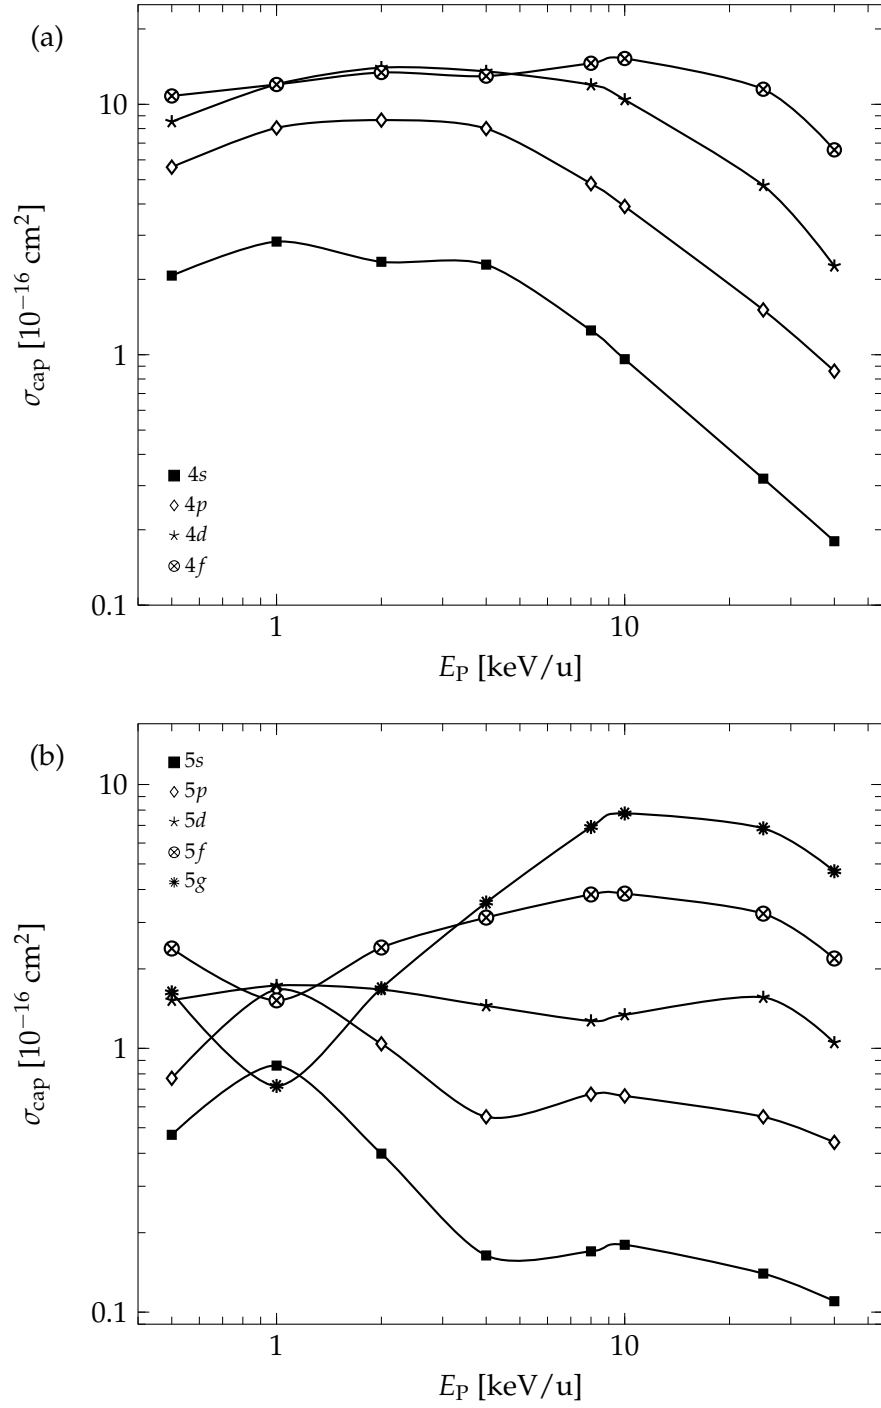 (a)
10
1
0.1
σcap [10−16 cm2]
4s
4p
4d
4f
1 10
EP [keV/u]
(b)
5s
5p
5d
5f
5g
10
1
0.1
σcap [10−16 cm2]
1 10
EP [keV/u]